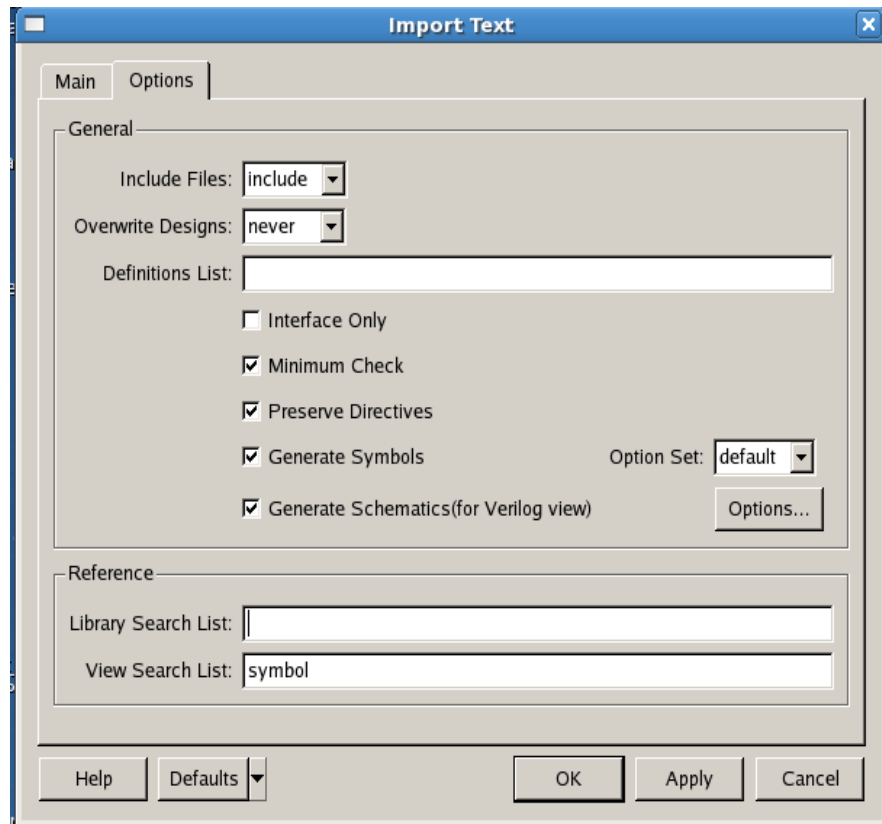 Import Text
Main Options
General
Include Files: include
Overwrite Designs: never
Definitions List:
Interface Only
Minimum Check
Preserve Directives
Generate Symbols Option Set: default
Generate Schematics(for Verilog view) Options...
Reference
Library Search List:
View Search List: symbol
Help Defaults OK Apply Cancel